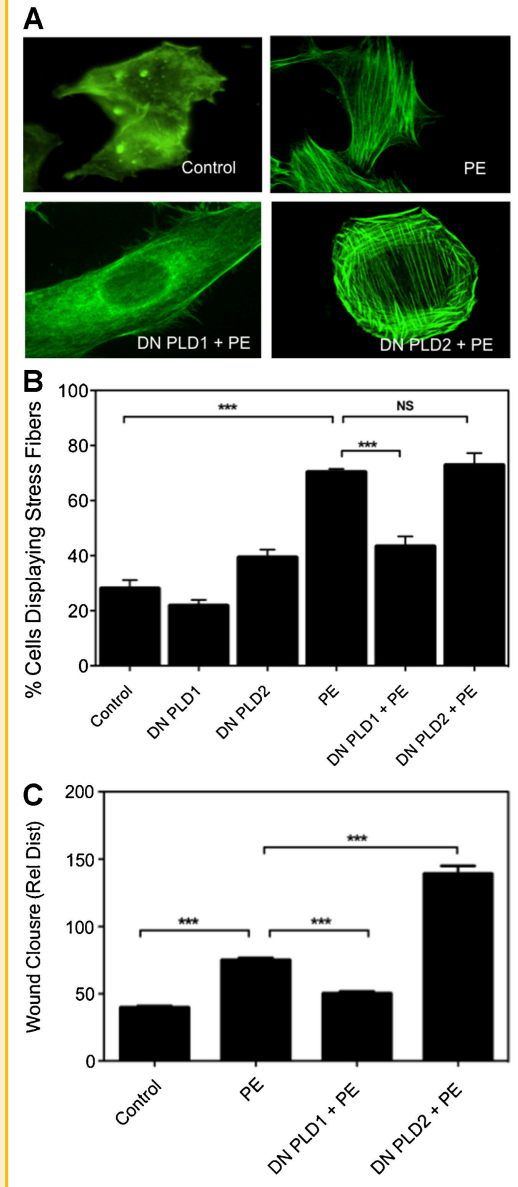 A
Control
PE
DN PLD1 + PE
DN PLD2 + PE
B
% Cells Displaying Stress Fibers
100
80
60
40
20
0
***
NS
***
Control
DN PLD1
DN PLD2
PE
DN PLD1 + PE
DN PLD2 + PE
C
Wound Clousre (Rel Dist)
200
150
100
50
0
***
***
***
Control
PE
DN PLD1 + PE
DN PLD2 + PE